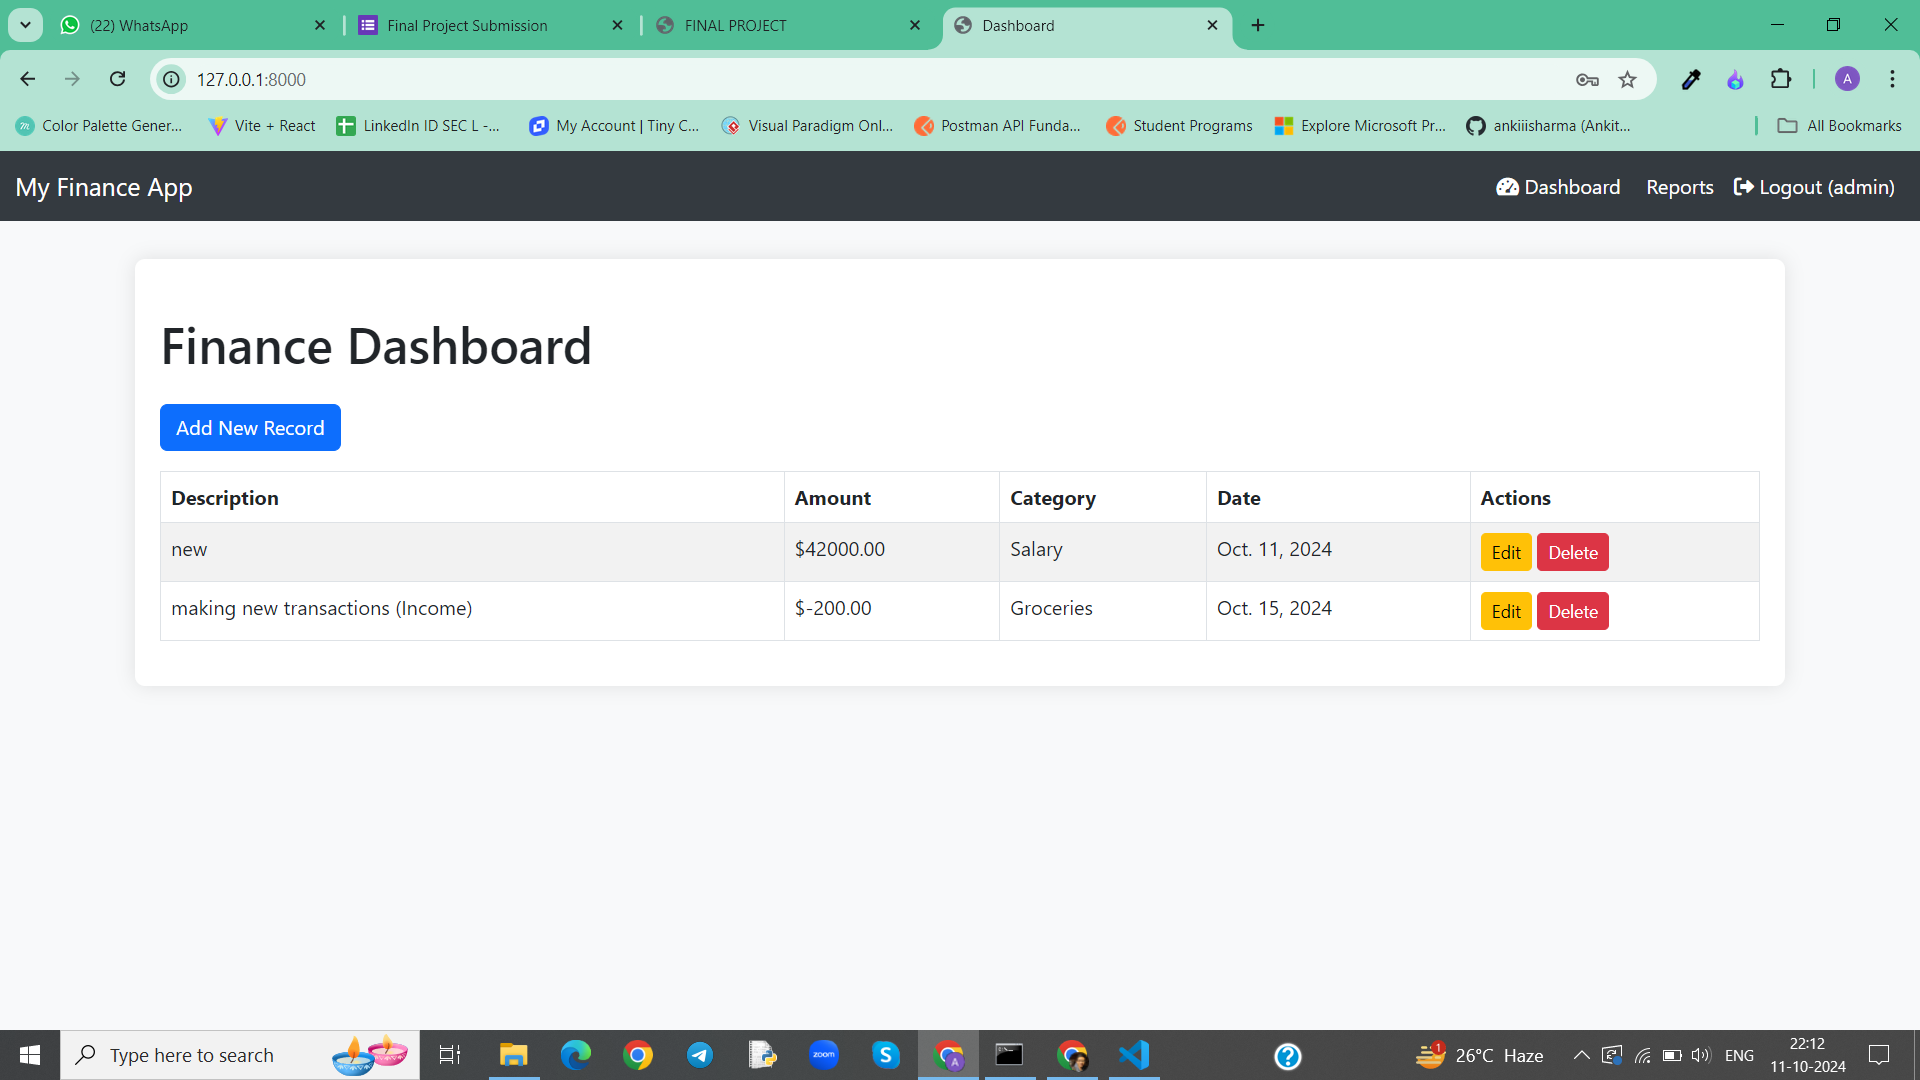 (22) WhatsApp
Final Project Submission
FINAL PROJECT
Dashboard
127.0.0.1:8000
A
Color Palette Gener...
Vite + React
LinkedIn ID SEC L -...
My Account | Tiny C...
Visual Paradigm Onl...
Postman API Funda...
Student Programs
Explore Microsoft Pr...
ankiiisharma (Ankit...
All Bookmarks
My Finance App
Dashboard
Reports
Logout (admin)
Finance Dashboard
Add New Record
Description Amount Category Date Actions
new $42000.00 Salary Oct. 11, 2024 Edit Delete
making new transactions (Income) $-200.00 Groceries Oct. 15, 2024 Edit Delete
Type here to search
zoom
S
A
?
1
26°C Haze
ENG
22:12
11-10-2024